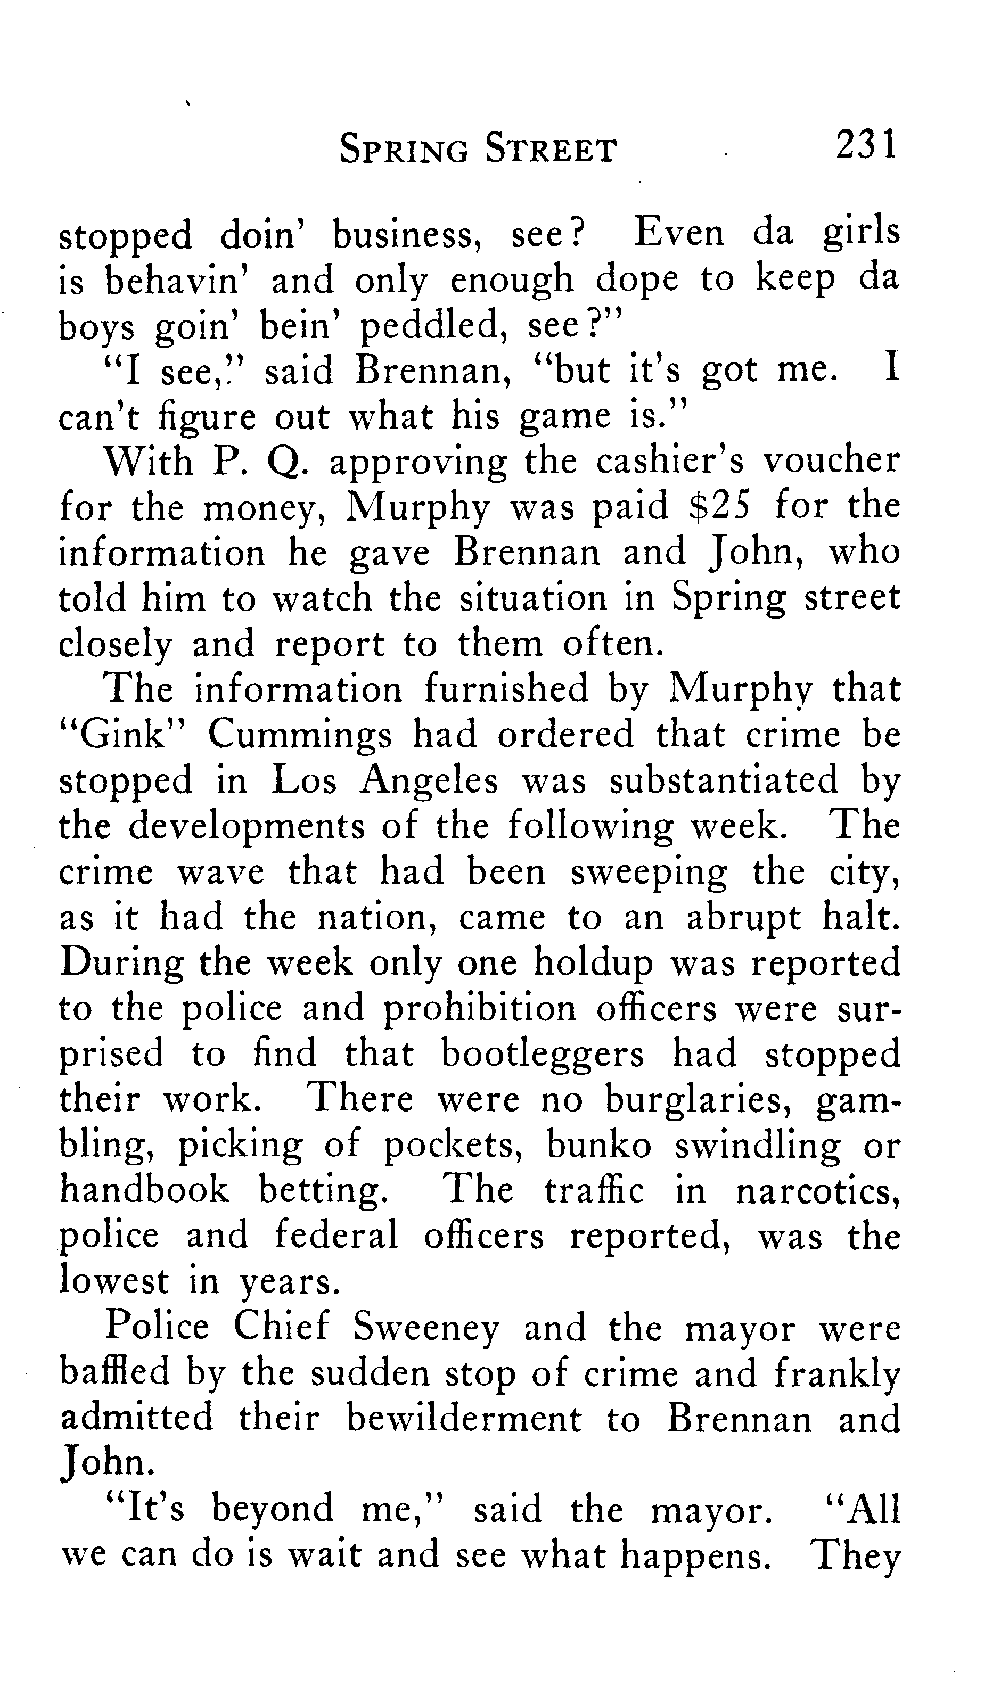 SPRING STREET 231
stopped doin' business, see? Even da girls
is behavin' and only enough dope to keep da
boys goin' bein' peddled, see?"
"I see," said Brennan, "but it's got me. I
can't figure out what his game is."
With P. Q. approving the cashier's voucher
for the money, Murphy was paid $25 for the
information he gave Brennan and John, who
told him to watch the situation in Spring street
closely and report to them often.
The information furnished by Murphy that
"Gink" Cummings had ordered that crime be
stopped in Los Angeles was substantiated by
the developments of the following week. The
crime wave that had been sweeping the city,
as it had the nation, came to an abrupt halt.
During the week only one holdup was reported
to the police and prohibition officers were sur-
prised to find that bootleggers had stopped
their work. There were no burglaries, gam-
bling, picking of pockets, bunko swindling or
handbook betting. The traffic in narcotics,
police and federal officers reported, was the
lowest in years.
Police Chief Sweeney and the mayor were
baffled by the sudden stop of crime and frankly
admitted their bewilderment to Brennan and
John.
"It's beyond me," said the mayor. "All
we can do is wait and see what happens. They